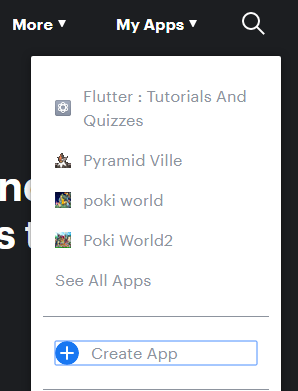 More ▼ My Apps ▼
Flutter : Tutorials And
Quizzes
Pyramid Ville
poki world
Poki World2
See All Apps
Create App